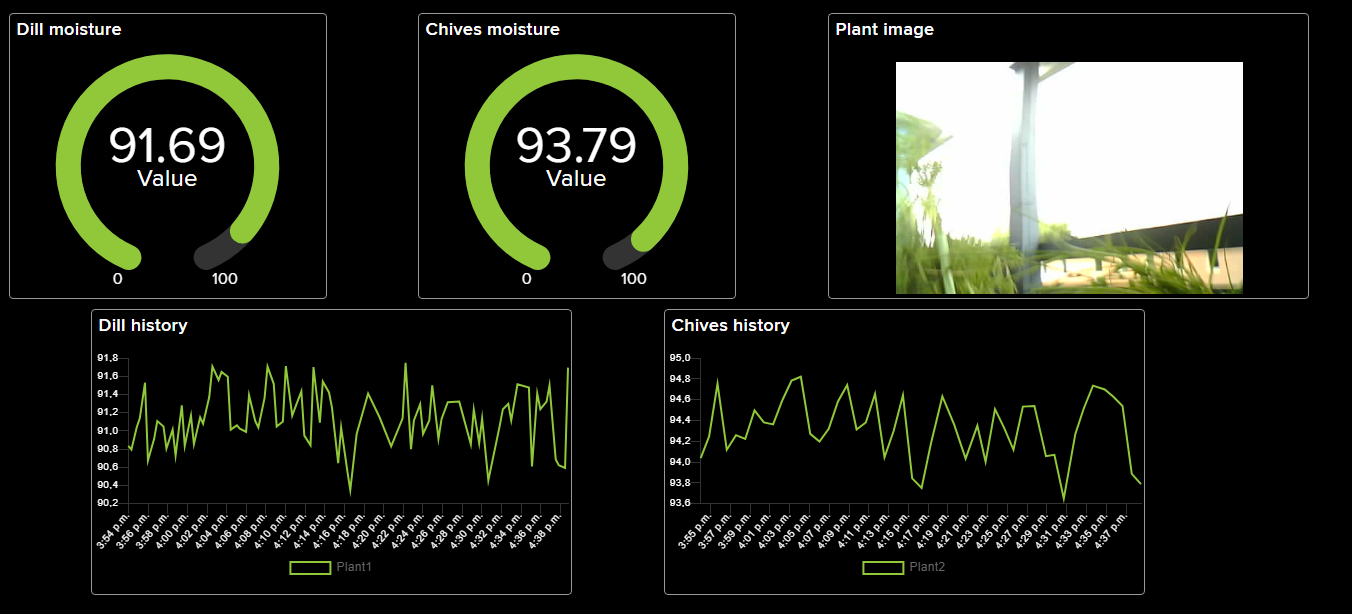 Dill moisture
91.69
Value
0
100
Chives moisture
93.79
Value
0
100
Plant image
Dill history
91,8
91,6
91,4
91,2
91,0
90,8
90,6
90,4
90,2
3:54 p.m.
3:56 p.m.
3:58 p.m.
4:00 p.m.
4:02 p.m.
4:04 p.m.
4:06 p.m.
4:08 p.m.
4:10 p.m.
4:12 p.m.
4:14 p.m.
4:16 p.m.
4:18 p.m.
4:20 p.m.
4:22 p.m.
4:24 p.m.
4:26 p.m.
4:28 p.m.
4:30 p.m.
4:32 p.m.
4:34 p.m.
4:36 p.m.
4:38 p.m.
Plant1
Chives history
95,0
94,8
94,6
94,4
94,2
94,0
93,8
93,6
3:55 p.m.
3:57 p.m.
3:59 p.m.
4:01 p.m.
4:03 p.m.
4:05 p.m.
4:07 p.m.
4:09 p.m.
4:11 p.m.
4:13 p.m.
4:15 p.m.
4:17 p.m.
4:19 p.m.
4:21 p.m.
4:23 p.m.
4:25 p.m.
4:27 p.m.
4:29 p.m.
4:31 p.m.
4:33 p.m.
4:35 p.m.
4:37 p.m.
Plant2